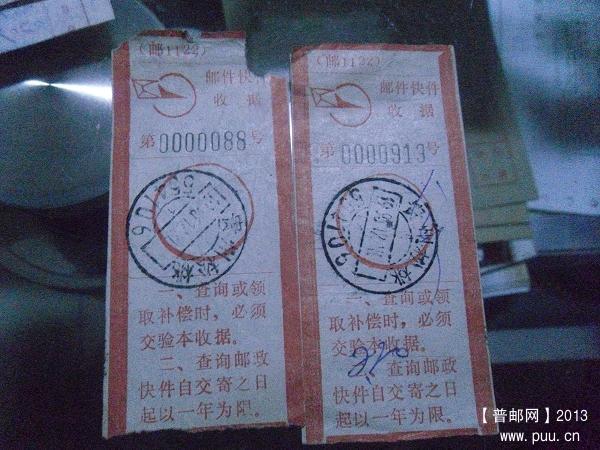 (邮1122)
邮件快件
收 据
第0000088号
一、查询或领
取补偿时，必须
交验本收据。
二、查询邮政
快件自交寄之日
起以一年为限。
(邮1122)
邮件快件
收 据
第0000913号
一、查询或领
取补偿时，必须
交验本收据。
查询邮政
快件自交寄之日
起以一年为限。
【普邮网】2013
www.puu.cn